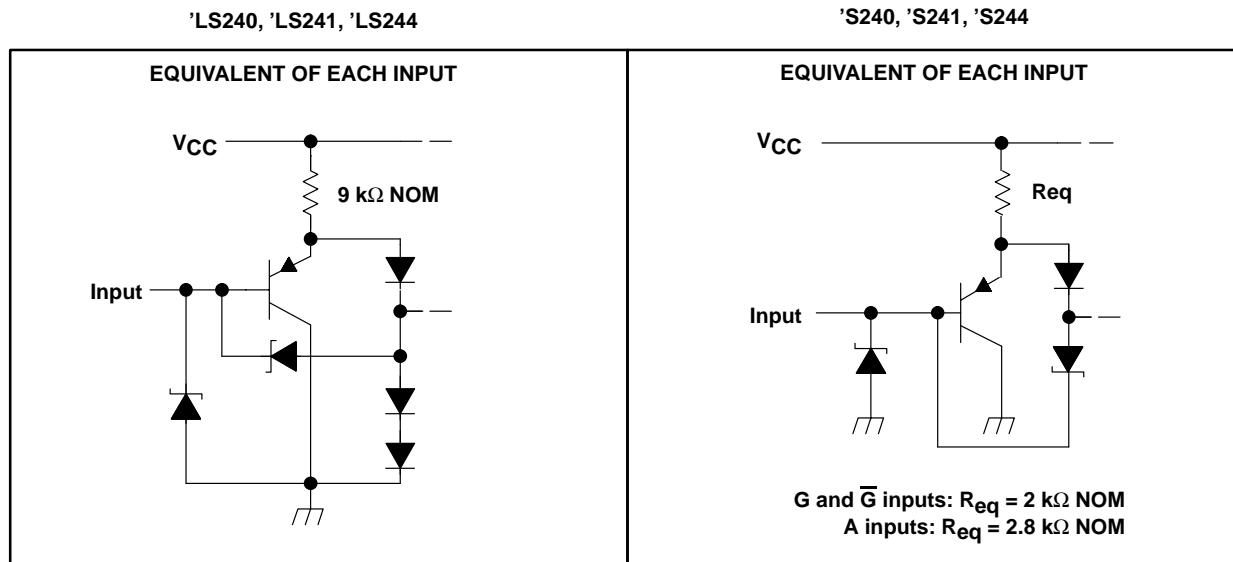 ’LS240, ’LS241, ’LS244
EQUIVALENT OF EACH INPUT
VCC
9 kΩ NOM
Input
’S240, ’S241, ’S244
EQUIVALENT OF EACH INPUT
VCC
Req
Input
G and G̅ inputs: Req = 2 kΩ NOM
A inputs: Req = 2.8 kΩ NOM